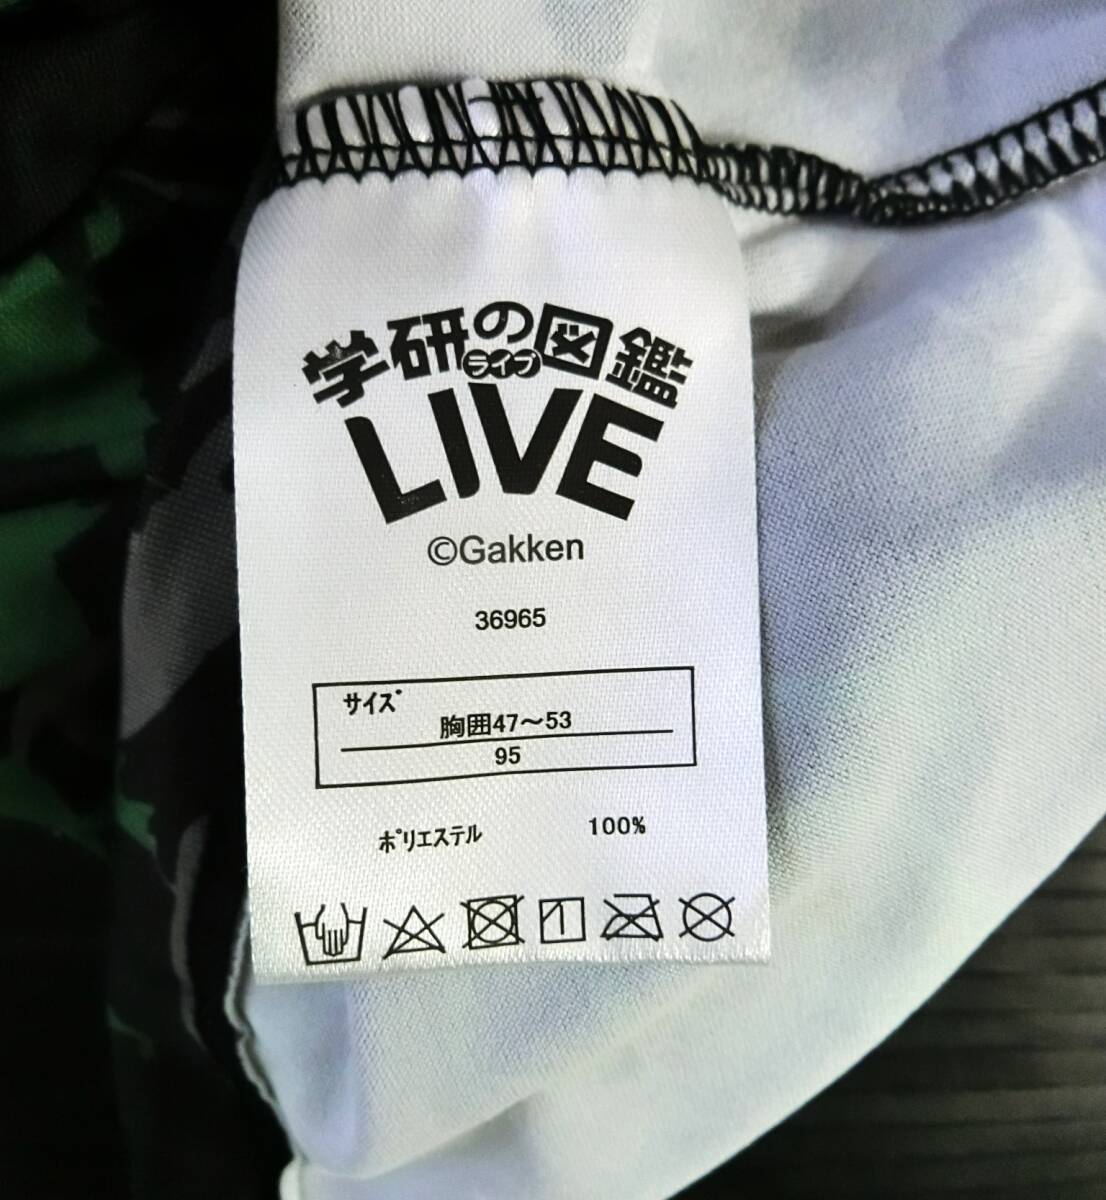 学研の図鑑
ライブ
LIVE
©Gakken
36965
サイズ
胸囲47〜53
95
ポリエステル 100%